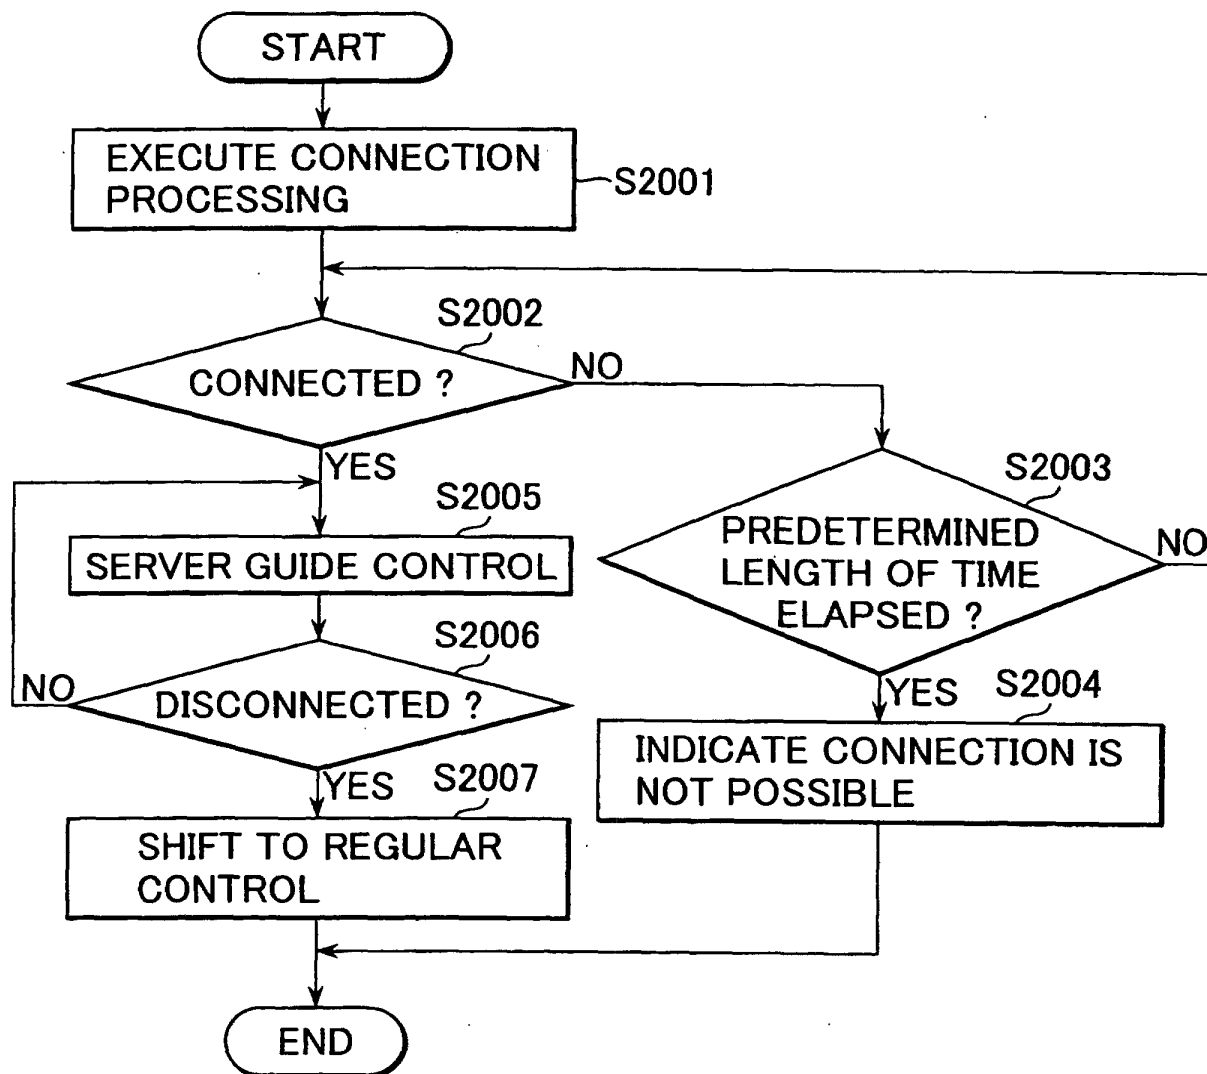 START
EXECUTE CONNECTION
PROCESSING
S2001
S2002
CONNECTED ?
NO
YES
S2003
PREDETERMINED
LENGTH OF TIME
ELAPSED ?
NO
YES
S2004
INDICATE CONNECTION IS
NOT POSSIBLE
S2005
SERVER GUIDE CONTROL
S2006
DISCONNECTED ?
NO
YES
S2007
SHIFT TO REGULAR
CONTROL
END